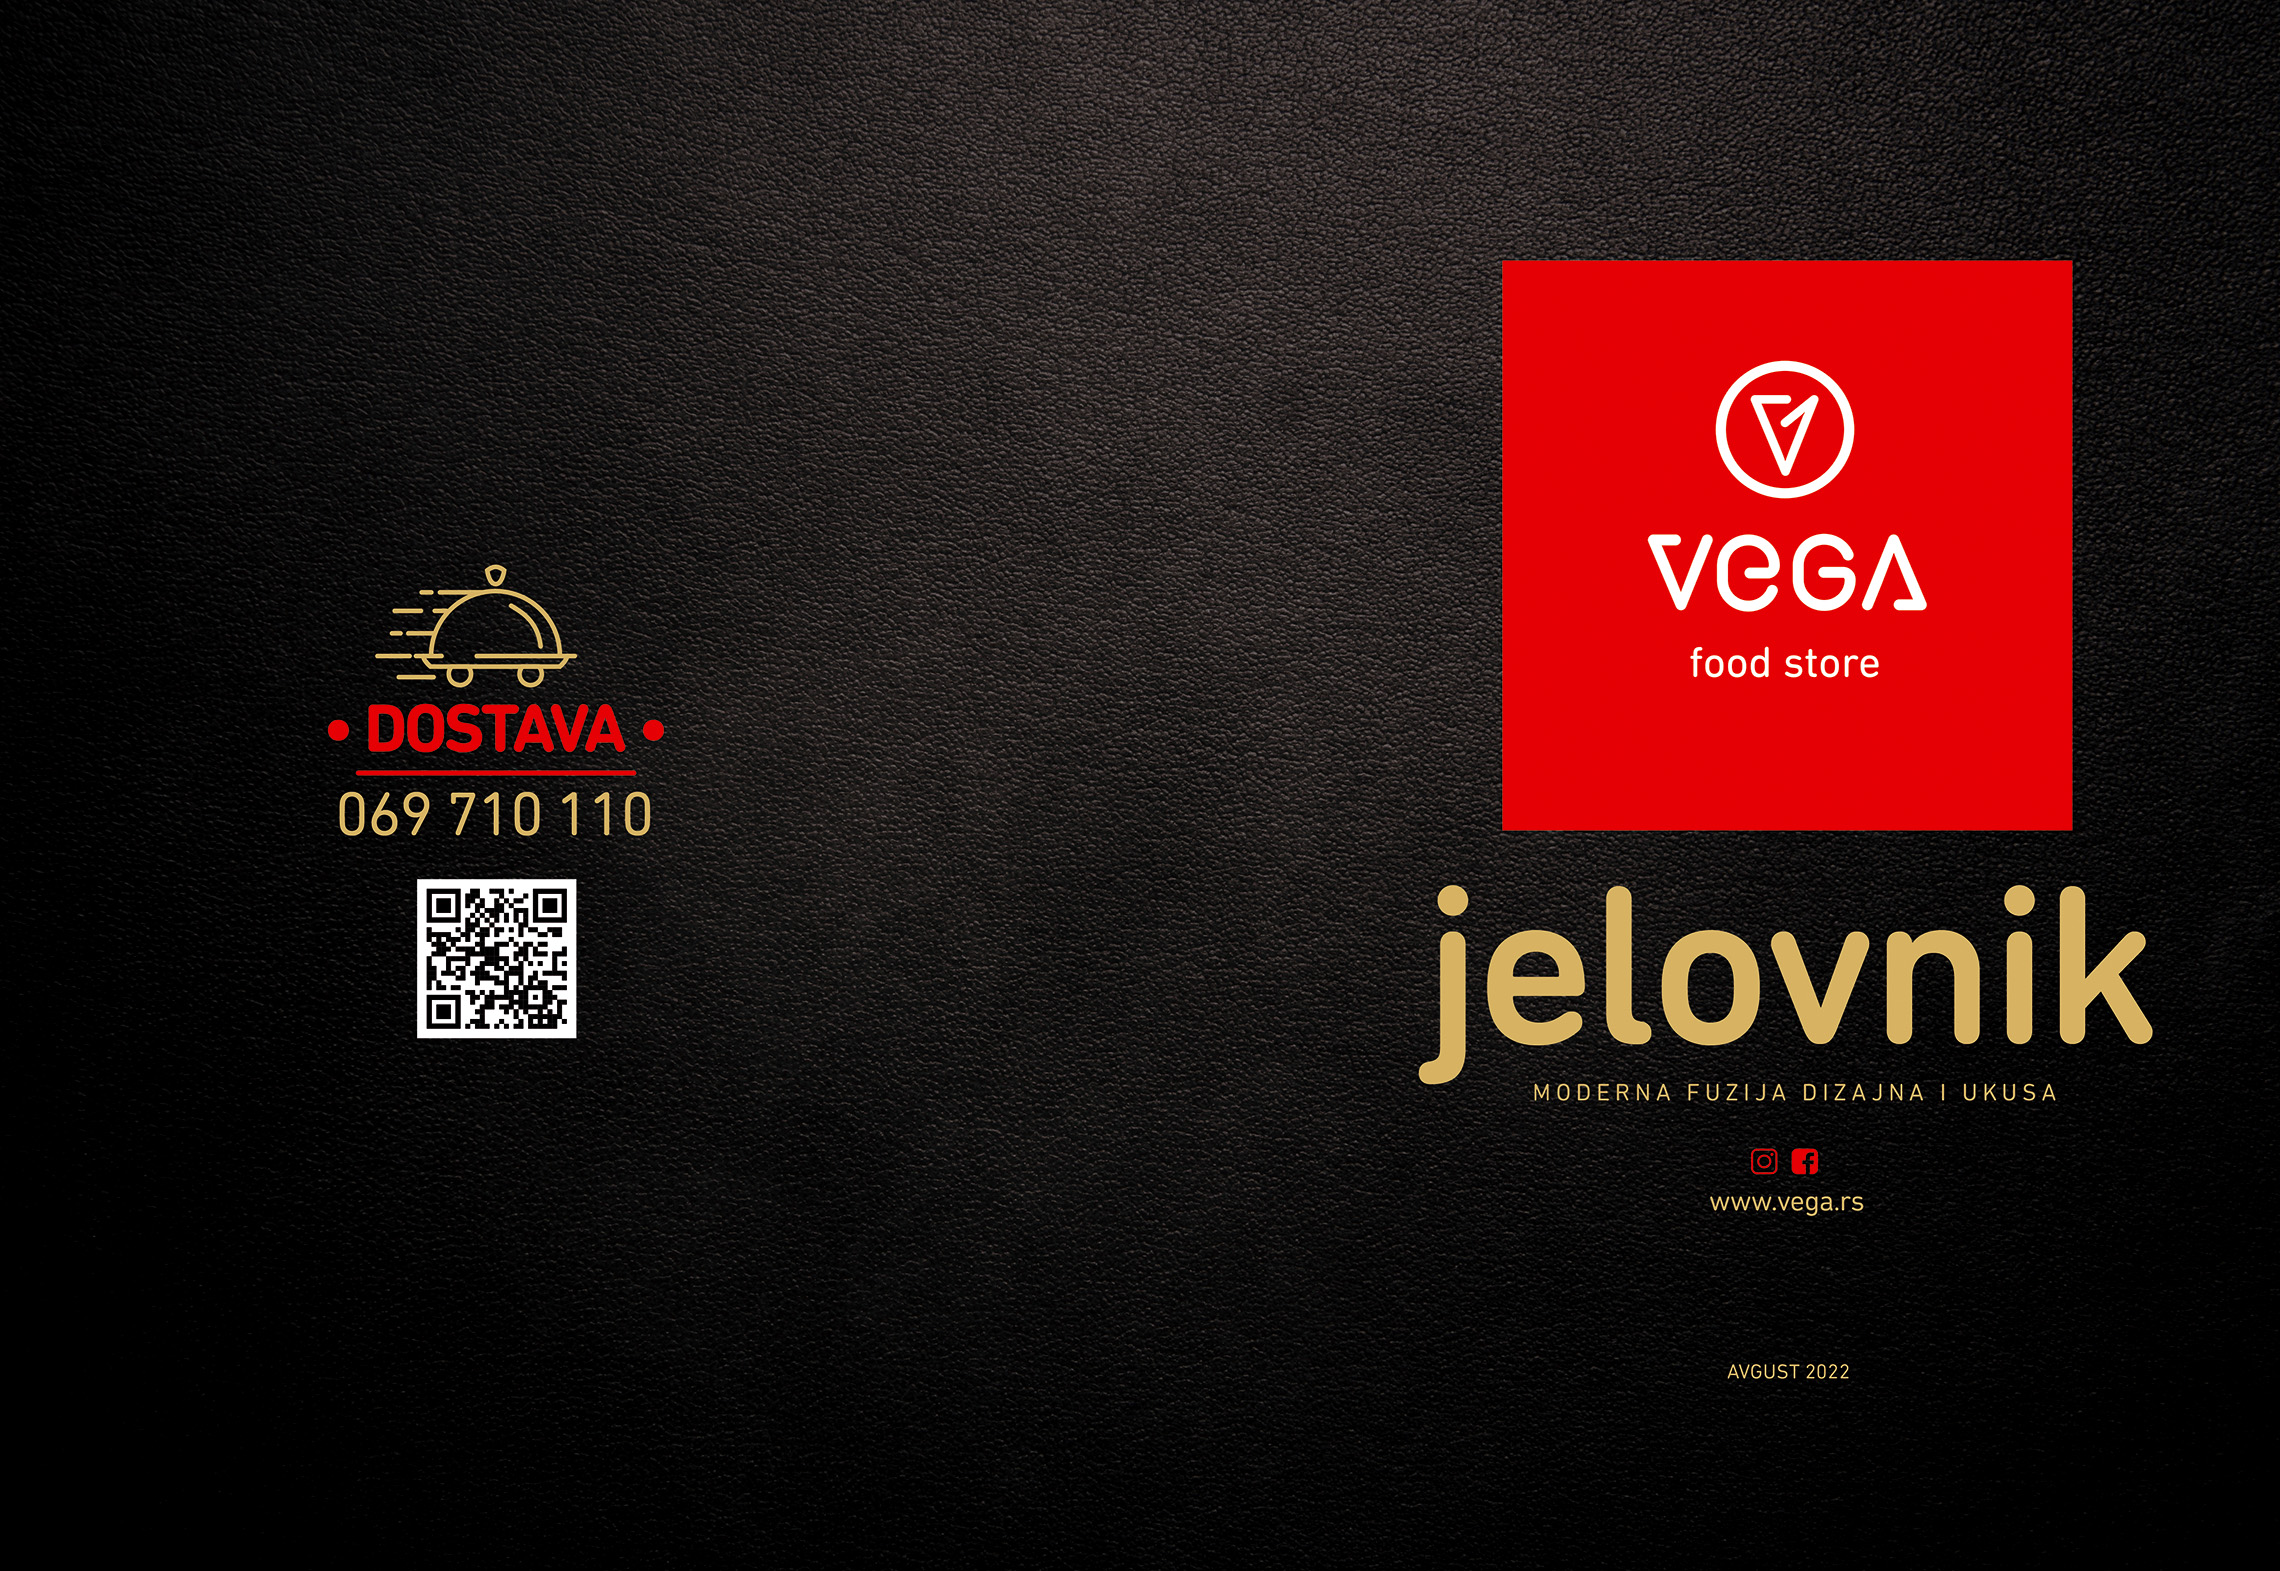 • DOSTAVA •
069 710 110
VeGA
food store
jelovnik
MODERNA FUZIJA DIZAJNA I UKUSA
www.vega.rs
AVGUST 2022